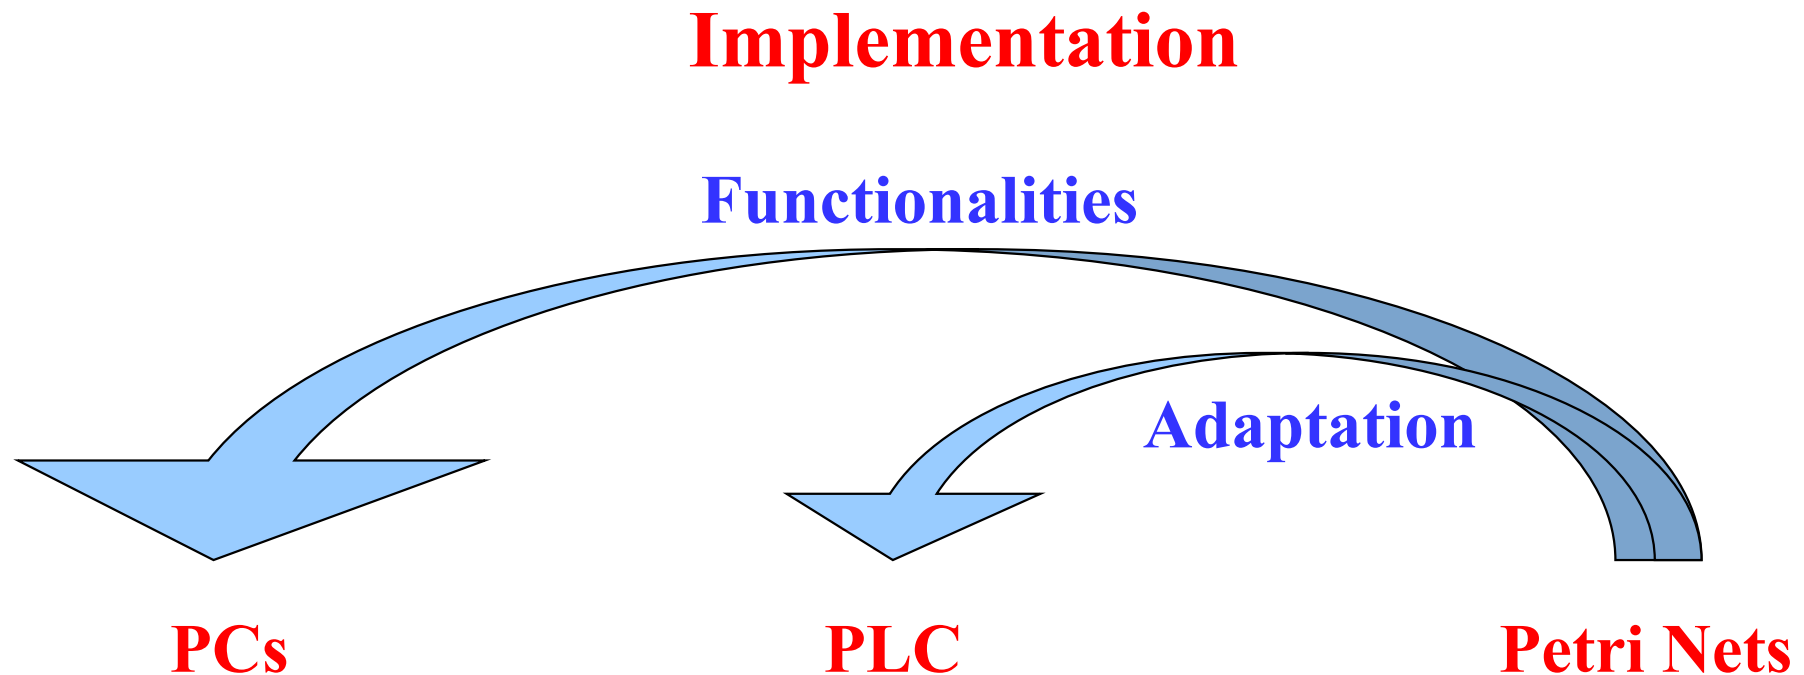 Implementation
Functionalities
Adaptation
PCs
PLC
Petri Nets